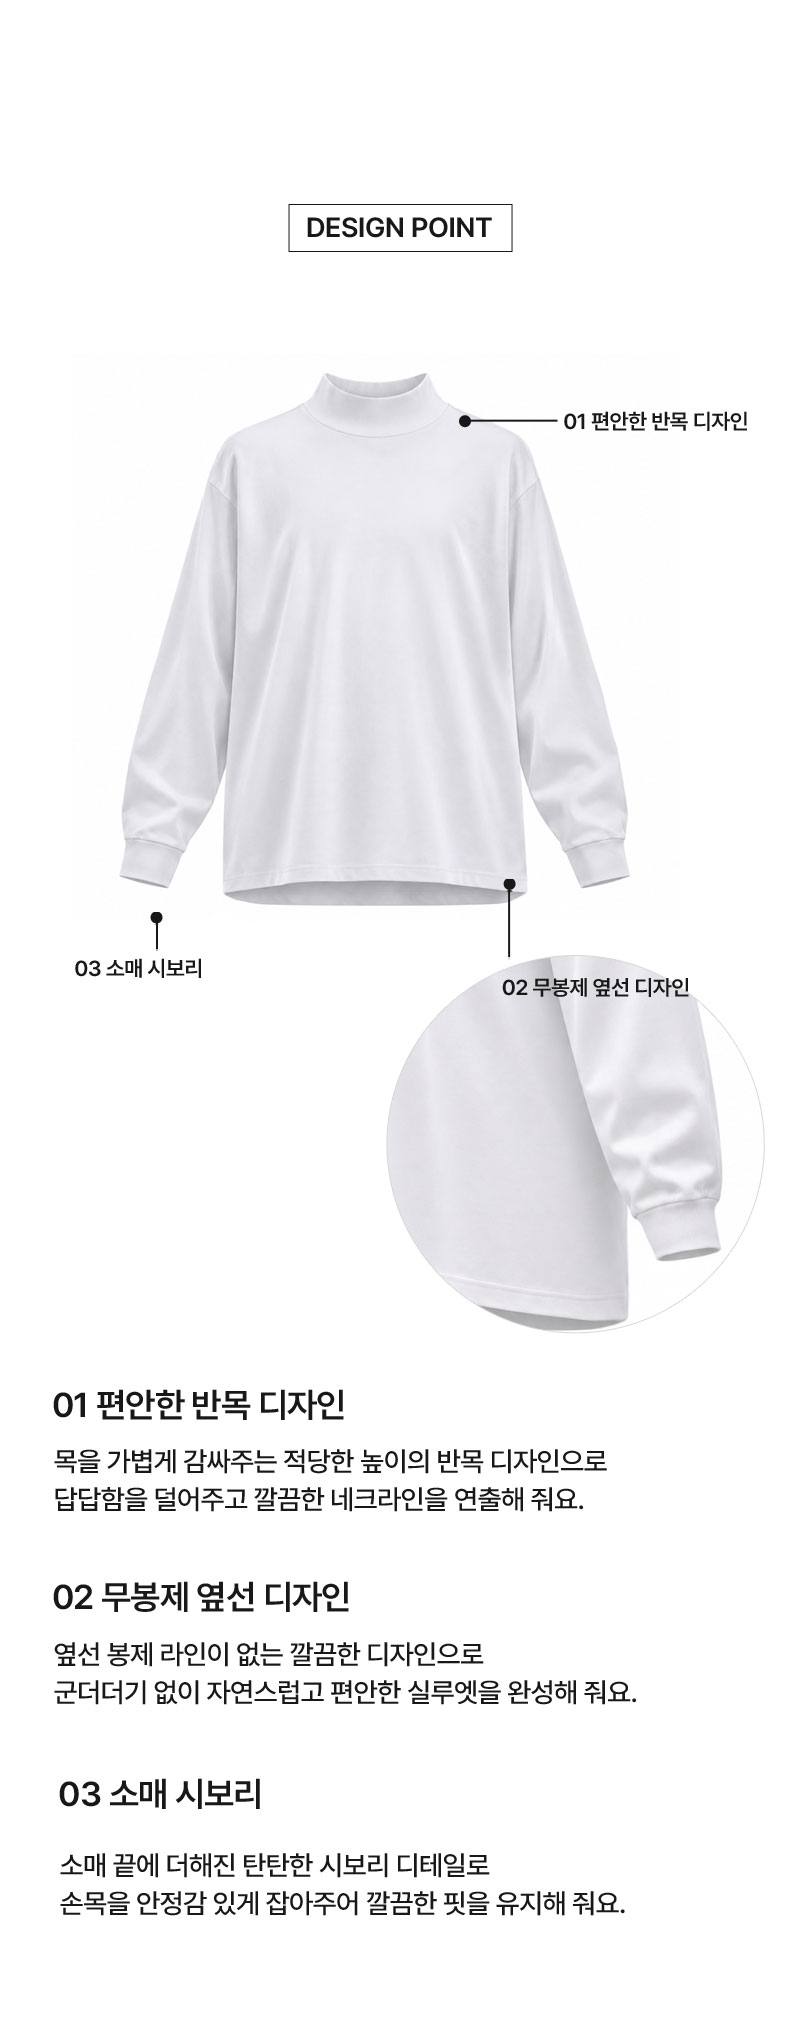 DESIGN POINT
01 편안한 반목 디자인
03 소매 시보리
02 무봉제 옆선 디자인
01 편안한 반목 디자인
목을 가볍게 감싸주는 적당한 높이의 반목 디자인으로
답답함을 덜어주고 깔끔한 네크라인을 연출해 줘요.
02 무봉제 옆선 디자인
옆선 봉제 라인이 없는 깔끔한 디자인으로
군더더기 없이 자연스럽고 편안한 실루엣을 완성해 줘요.
03 소매 시보리
소매 끝에 더해진 탄탄한 시보리 디테일로
손목을 안정감 있게 잡아주어 깔끔한 핏을 유지해 줘요.